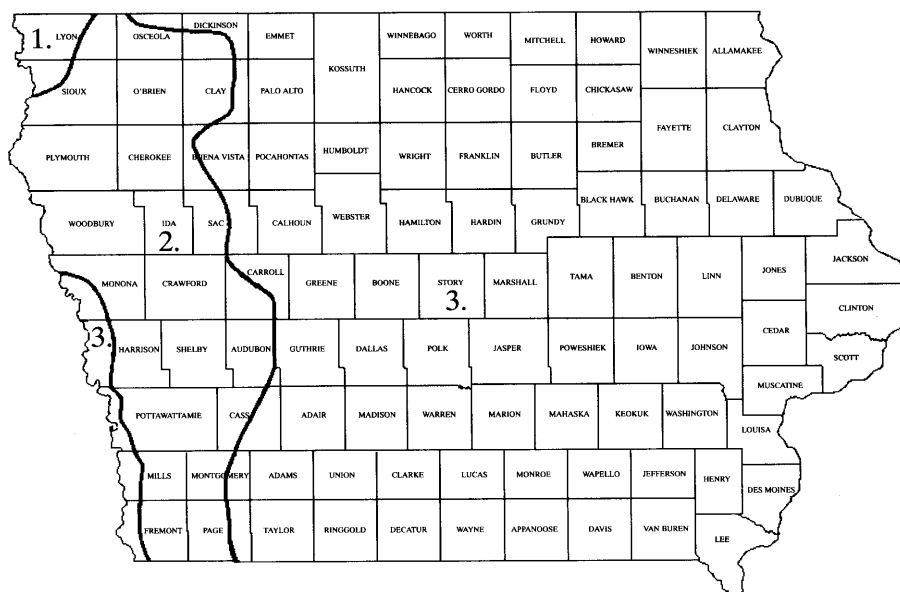 DICKINSON
1. LYON OSCEOLA EMMET WINNEBAGO WORTH MITCHELL HOWARD WINNESHIEK ALLAMAKEE
KOSSUTH
SIOUX O'BRIEN CLAY PALO ALTO HANCOCK CERRO GORDO FLOYD CHICKASAW
FAYETTE CLAYTON
PLYMOUTH CHEROKEE BUENA VISTA POCAHONTAS HUMBOLDT WRIGHT FRANKLIN BUTLER BREMER
WOODBURY IDA SAC CALHOUN WEBSTER HAMILTON HARDIN GRUNDY BLACK HAWK BUCHANAN DELAWARE DUBUQUE
2.
MONONA CRAWFORD CARROLL GREENE BOONE STORY MARSHALL TAMA BENTON LINN JONES JACKSON
3.
CLINTON
3. HARRISON SHELBY AUDUBON GUTHRIE DALLAS POLK JASPER POWESHIEK IOWA JOHNSON CEDAR
SCOTT
MUSCATINE
POTTAWATTAMIE CASS ADAIR MADISON WARREN MARION MAHASKA KEOKUK WASHINGTON
LOUISA
MILLS MONTGOMERY ADAMS UNION CLARKE LUCAS MONROE WAPELLO JEFFERSON HENRY
DES MOINES
FREMONT PAGE TAYLOR RINGGOLD DECATUR WAYNE APPANOOSE DAVIS VAN BUREN
LEE